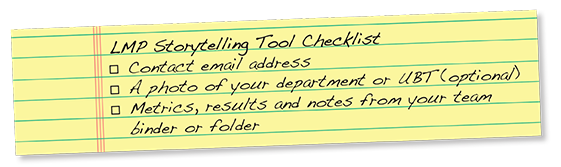 LMP Storytelling Tool Checklist
Contact email address
A photo of your department or UBT (optional)
Metrics, results and notes from your team
binder or folder